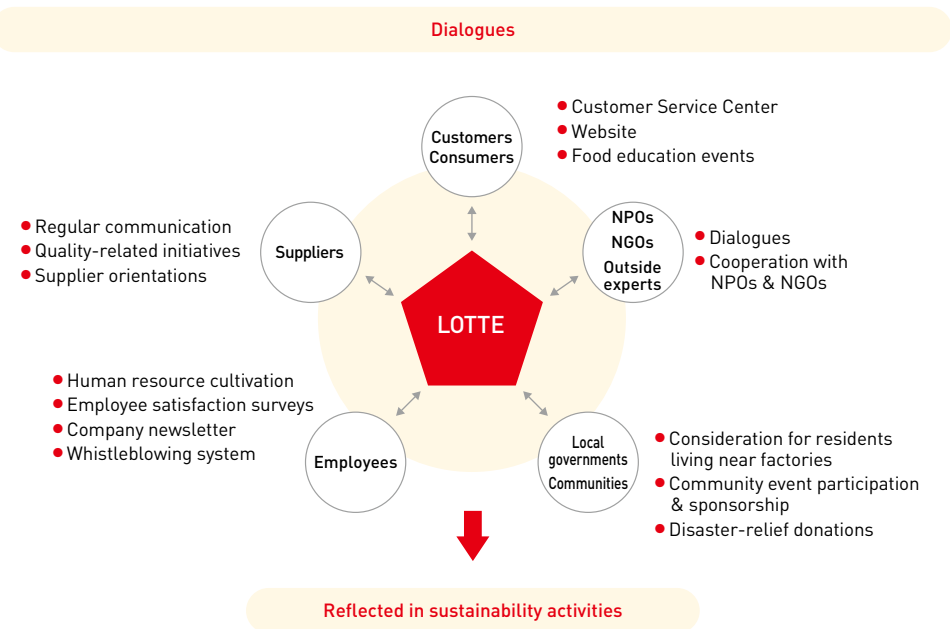 Dialogues
Customers
Consumers
● Customer Service Center
● Website
● Food education events
Suppliers
● Regular communication
● Quality-related initiatives
● Supplier orientations
NPOs
NGOs
Outside
experts
● Dialogues
● Cooperation with
NPOs & NGOs
LOTTE
Employees
● Human resource cultivation
● Employee satisfaction surveys
● Company newsletter
● Whistleblowing system
Local
governments
Communities
● Consideration for residents
living near factories
● Community event participation
& sponsorship
● Disaster-relief donations
Reflected in sustainability activities